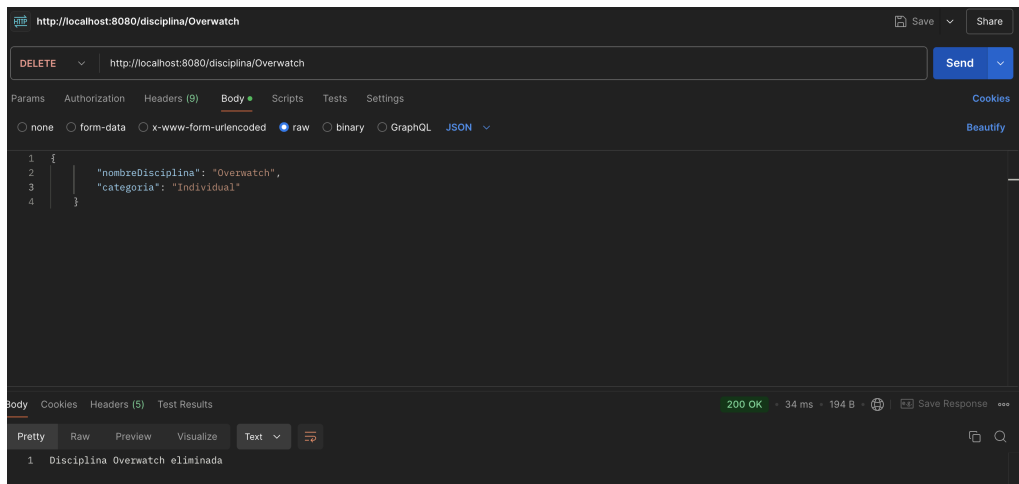 HTTP http://localhost:8080/disciplina/Overwatch Save Share
DELETE http://localhost:8080/disciplina/Overwatch Send
Params Authorization Headers (9) Body Scripts Tests Settings Cookies
none form-data x-www-form-urlencoded raw binary GraphQL JSON Beautify
1 {
2 "nombreDisciplina": "Overwatch",
3 "categoria": "Individual"
4 }
Body Cookies Headers (5) Test Results 200 OK 34 ms 194 B Save Response
Pretty Raw Preview Visualize Text
1 Disciplina Overwatch eliminada